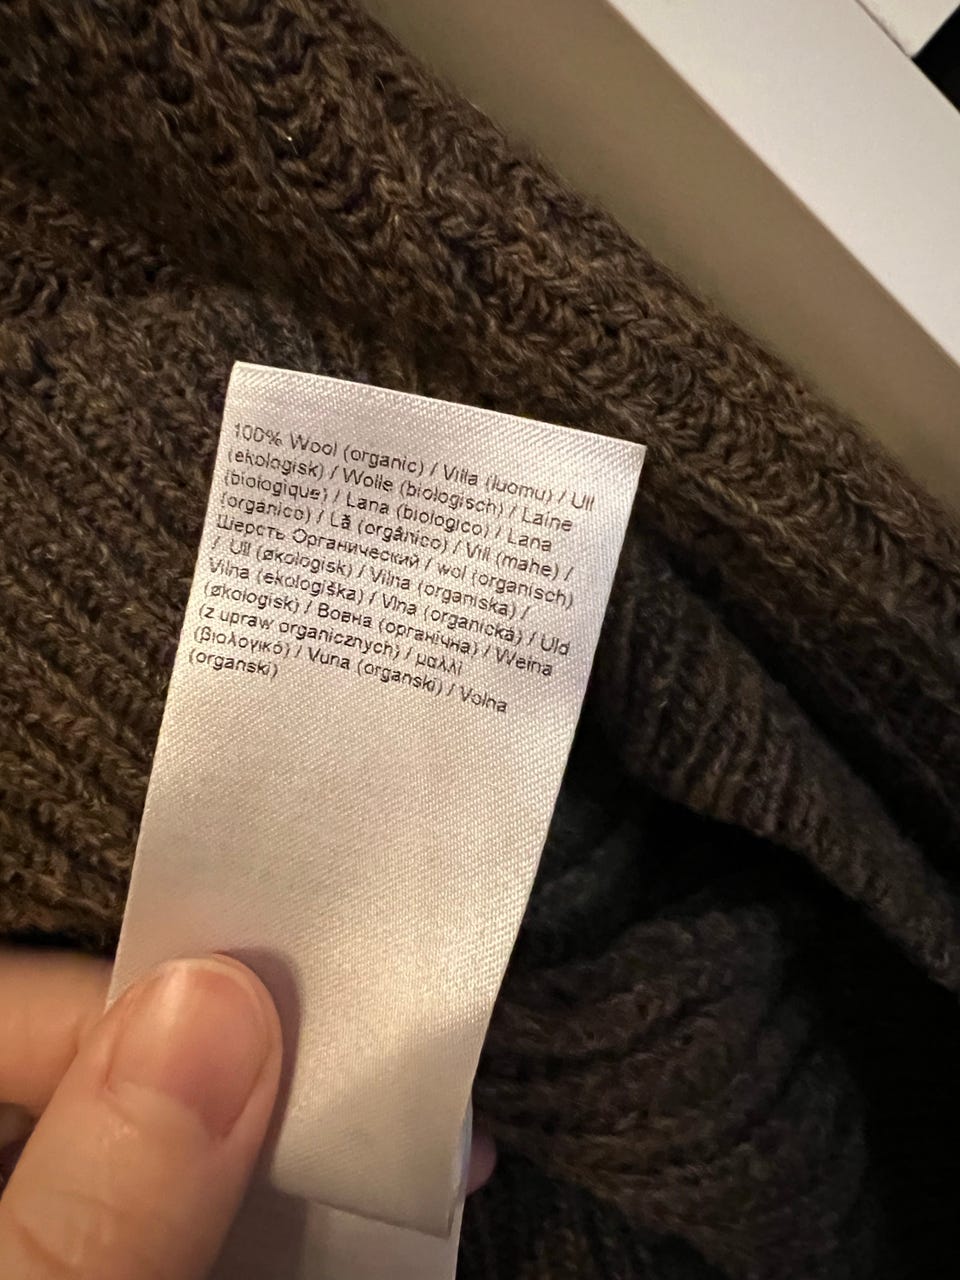 100% Wool (organic) / Villa (luomu) / Ull
(ekologisk) / Wolle (biologisch) / Laine
(biologique) / Lana (biologico) / Lana
(organico) / Lã (orgânico) / Vill (mahe) /
Шерсть Органический / wol (organisch)
/ Ull (økologisk) / Vilna (organiska) /
Vilna (ekologiška) / Vlna (organická) / Uld
(økologisk) / Вовна (органічна) / Wełna
(z upraw organicznych) / μαλλί
(βιολογικό) / Vuna (organski) / Volna
(organski)